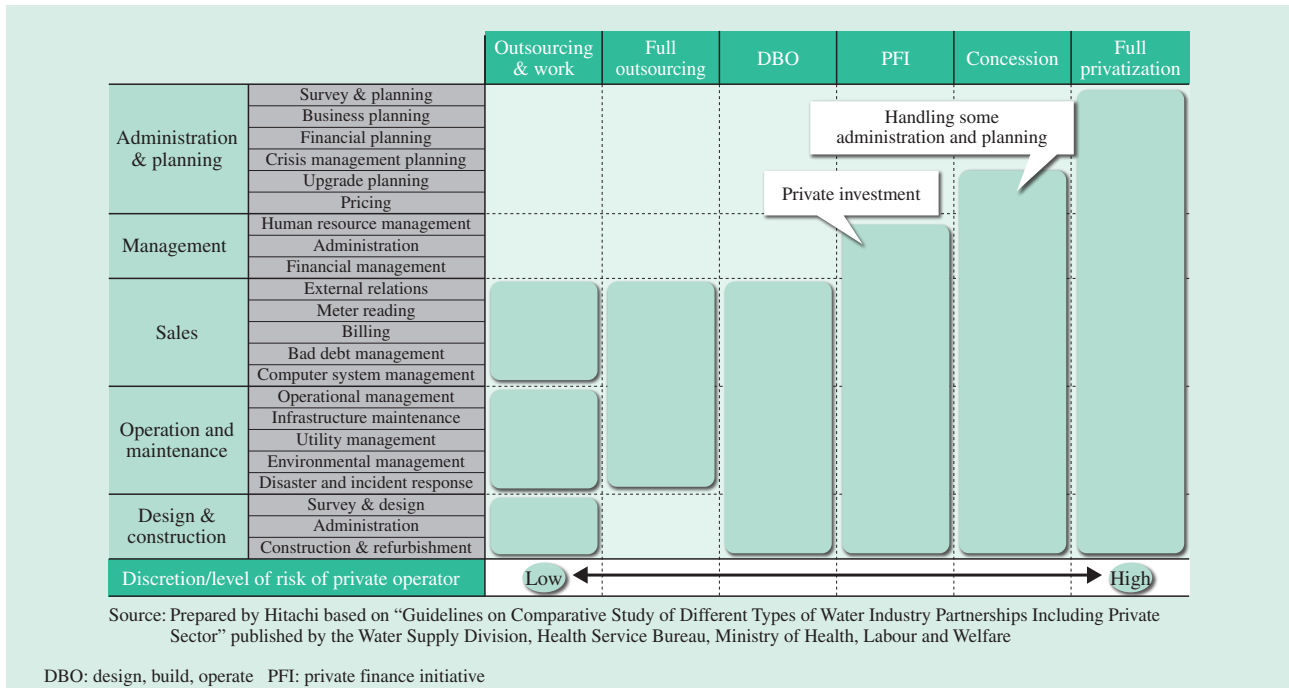 Outsourcing
& work
Full
outsourcing
DBO
PFI
Concession
Full
privatization
Administration
& planning
Survey & planning
Business planning
Financial planning
Crisis management planning
Upgrade planning
Pricing
Handling some
administration and planning
Private investment
Management
Human resource management
Administration
Financial management
Sales
External relations
Meter reading
Billing
Bad debt management
Computer system management
Operation and
maintenance
Operational management
Infrastructure maintenance
Utility management
Environmental management
Disaster and incident response
Design &
construction
Survey & design
Administration
Construction & refurbishment
Discretion/level of risk of private operator
Low
High
Source: Prepared by Hitachi based on “Guidelines on Comparative Study of Different Types of Water Industry Partnerships Including Private
Sector” published by the Water Supply Division, Health Service Bureau, Ministry of Health, Labour and Welfare
DBO: design, build, operate PFI: private finance initiative